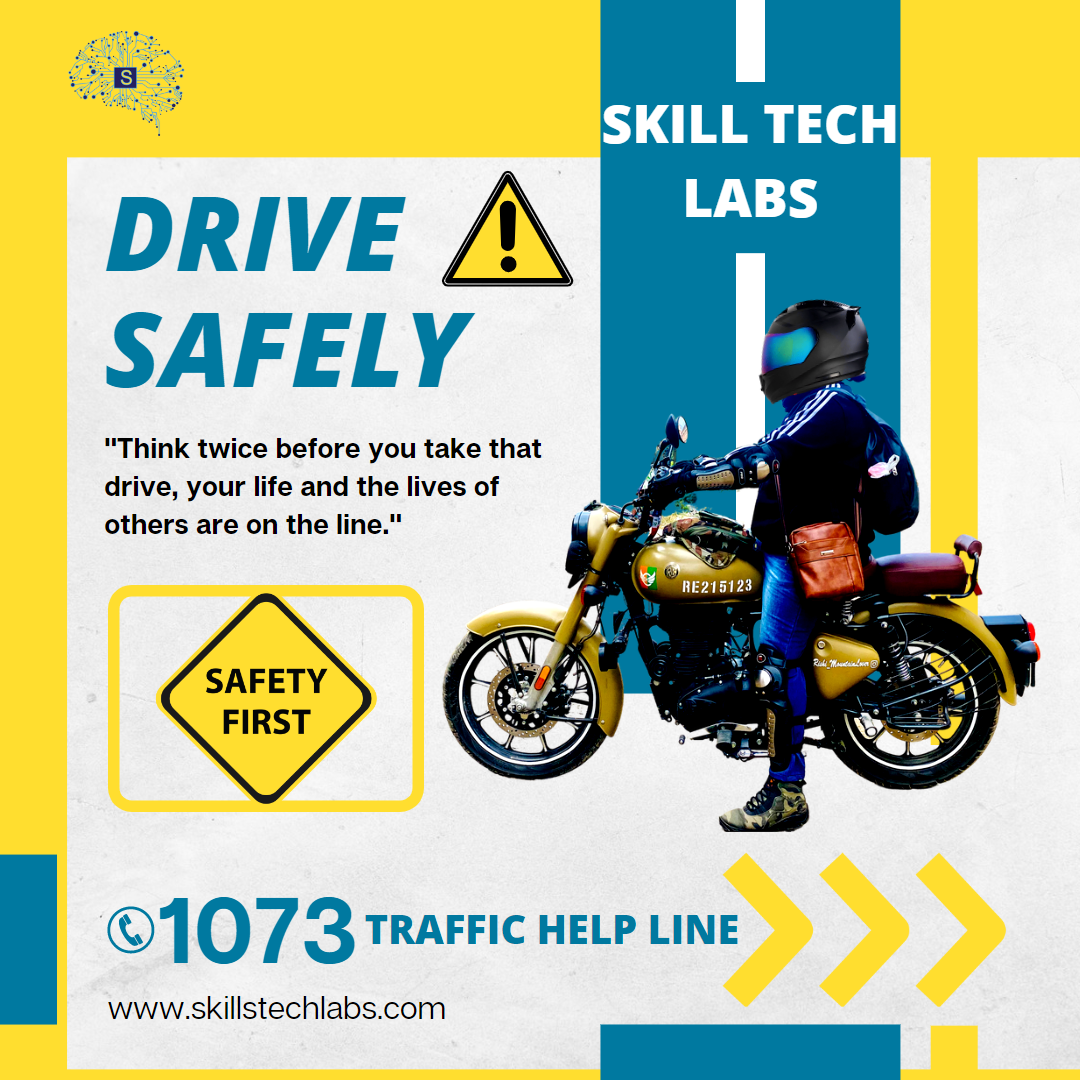 S
SKILL TECH
LABS
DRIVE
SAFELY
"Think twice before you take that
drive, your life and the lives of
others are on the line."
RE215123
Rishi_MountainLover
SAFETY
FIRST
1073 TRAFFIC HELP LINE
www.skillstechlabs.com